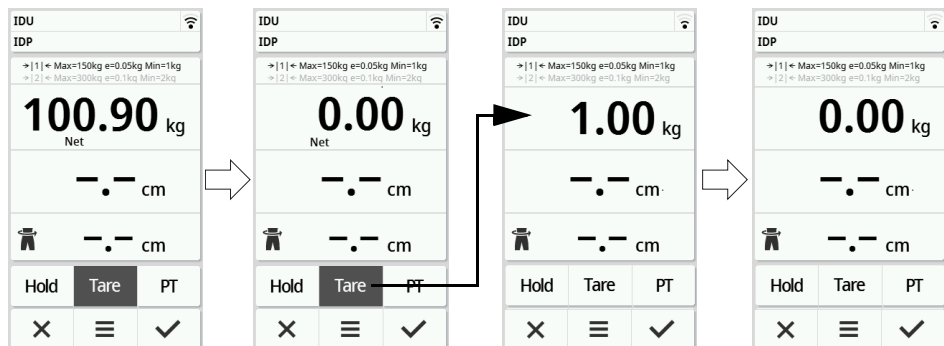 IDU
IDP
→|1|← Max=150kg e=0.05kg Min=1kg
→|2|← Max=300kg e=0.1kg Min=2kg
100.90 kg
Net
-.- cm
-.- cm
Hold Tare PT
IDU
IDP
→|1|← Max=150kg e=0.05kg Min=1kg
→|2|← Max=300kg e=0.1kg Min=2kg
0.00 kg
Net
-.- cm
-.- cm
Hold Tare PT
IDU
IDP
→|1|← Max=150kg e=0.05kg Min=1kg
→|2|← Max=300kg e=0.1kg Min=2kg
1.00 kg
-.- cm
-.- cm
Hold Tare PT
IDU
IDP
→|1|← Max=150kg e=0.05kg Min=1kg
→|2|← Max=300kg e=0.1kg Min=2kg
0.00 kg
-.- cm
-.- cm
Hold Tare PT